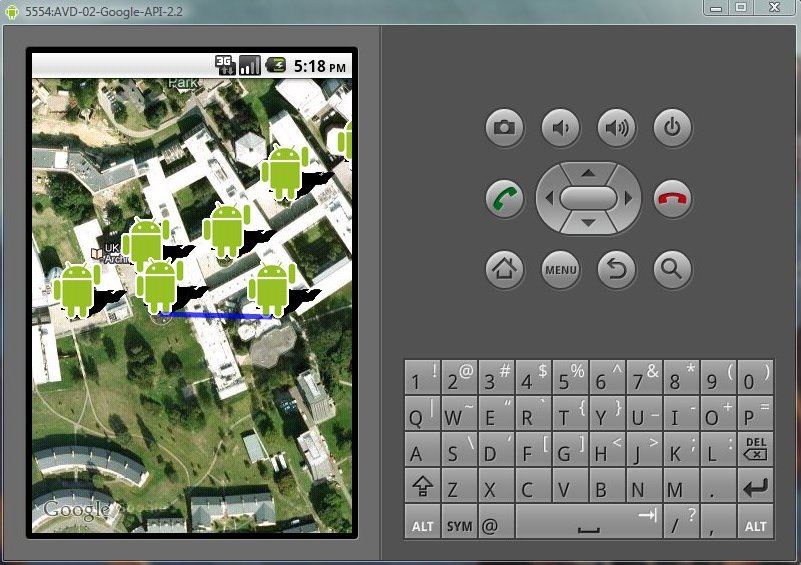 5554:AVD-02-Google-API-2.2
3G 5:18 PM
Park
UK
Arch
Google
MENU
1 ! 2 @ 3 # 4 $ 5 % 6 ^ 7 & 8 * 9 ( 0 )
Q | W ~ E " R ` T { Y } U _ I - O + P =
A S \ D ' F [ G ] H < J > K ; L : DEL
Z X C V B N M .
ALT SYM @ / ? , ALT